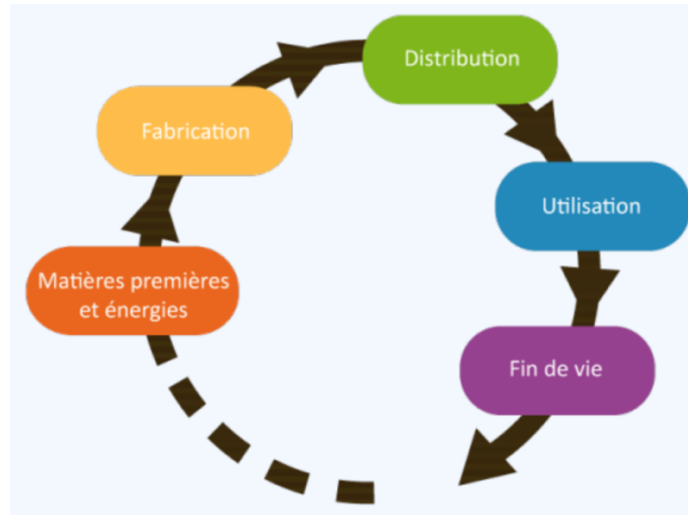 Distribution
Fabrication
Utilisation
Matières premières
et énergies
Fin de vie